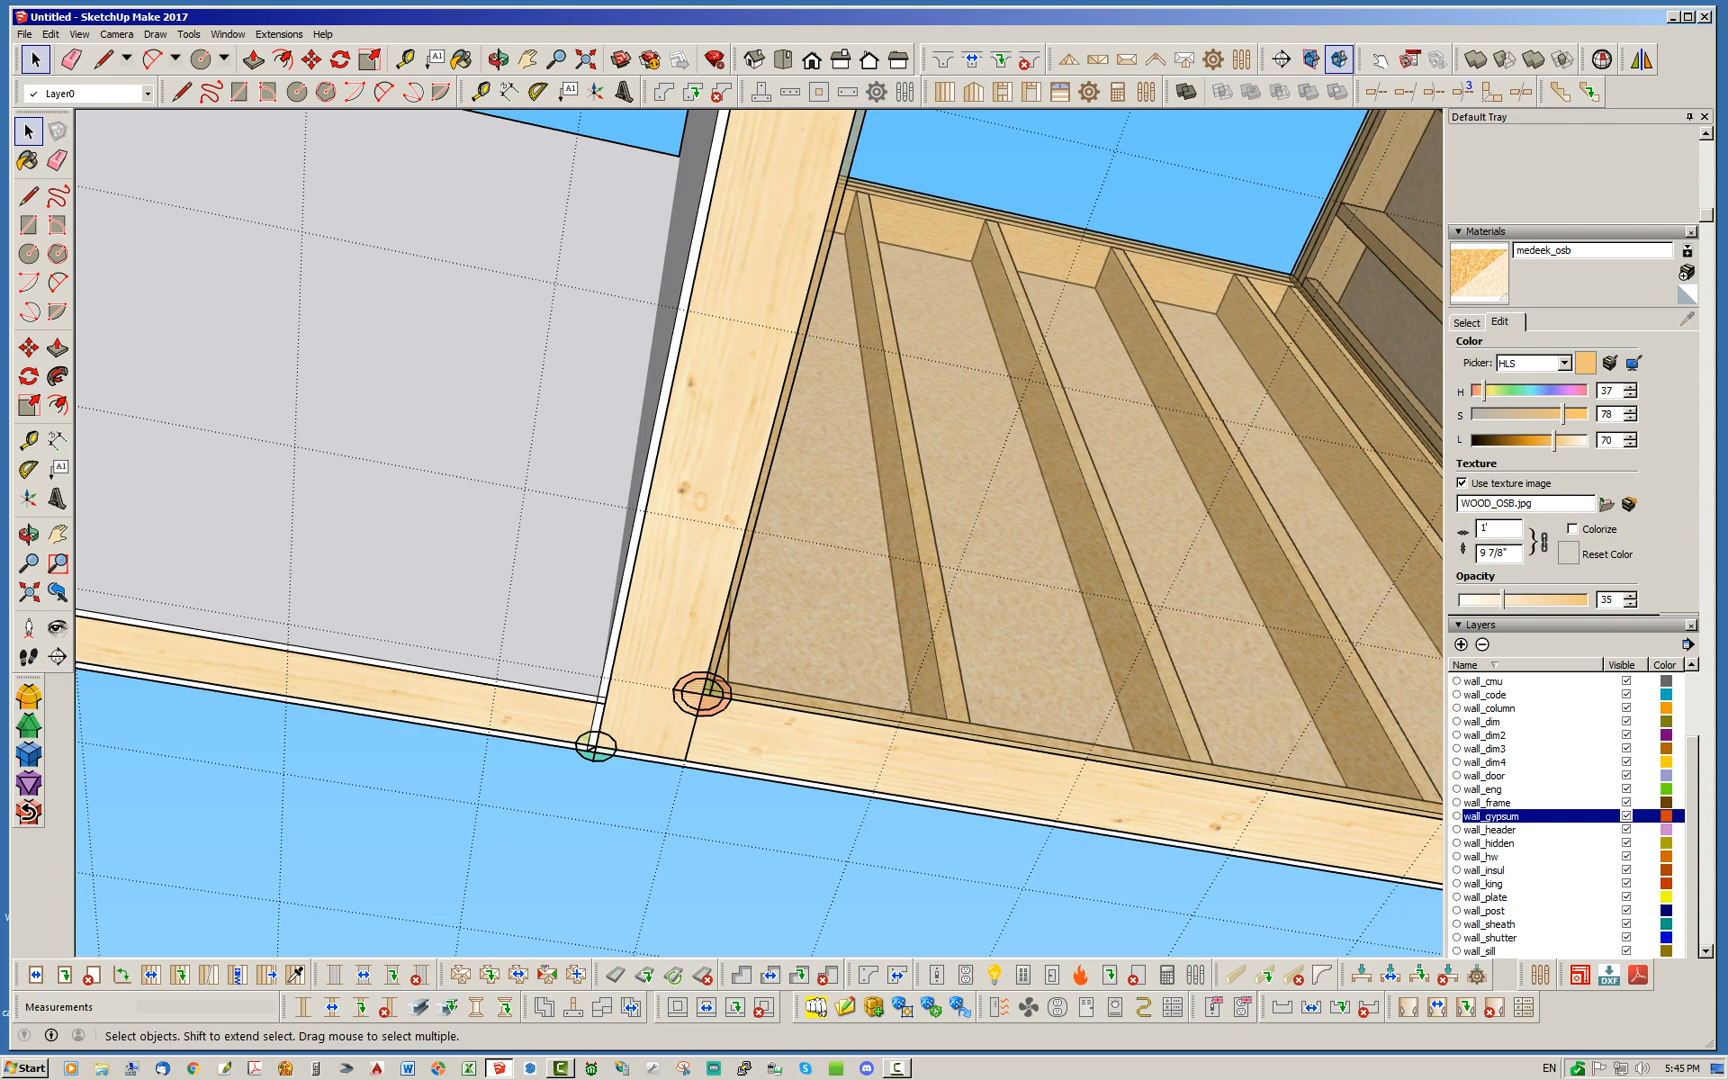 Untitled - SketchUp Make 2017
File Edit View Camera Draw Tools Window Extensions Help
Layer0
Default Tray
Materials
medeek_osb
Select Edit
Color
Picker: HLS
H 37
S 78
L 70
Texture
Use texture image
WOOD_OSB.jpg
1'
Colorize
9 7/8"
Reset Color
Opacity
35
Layers
Name Visible Color
wall_cmu
wall_code
wall_column
wall_dim
wall_dim2
wall_dim3
wall_dim4
wall_door
wall_eng
wall_frame
wall_gypsum
wall_header
wall_hidden
wall_hw
wall_insul
wall_king
wall_plate
wall_post
wall_sheath
wall_shutter
wall_sill
Measurements
Select objects. Shift to extend select. Drag mouse to select multiple.
Start
EN
5:45 PM